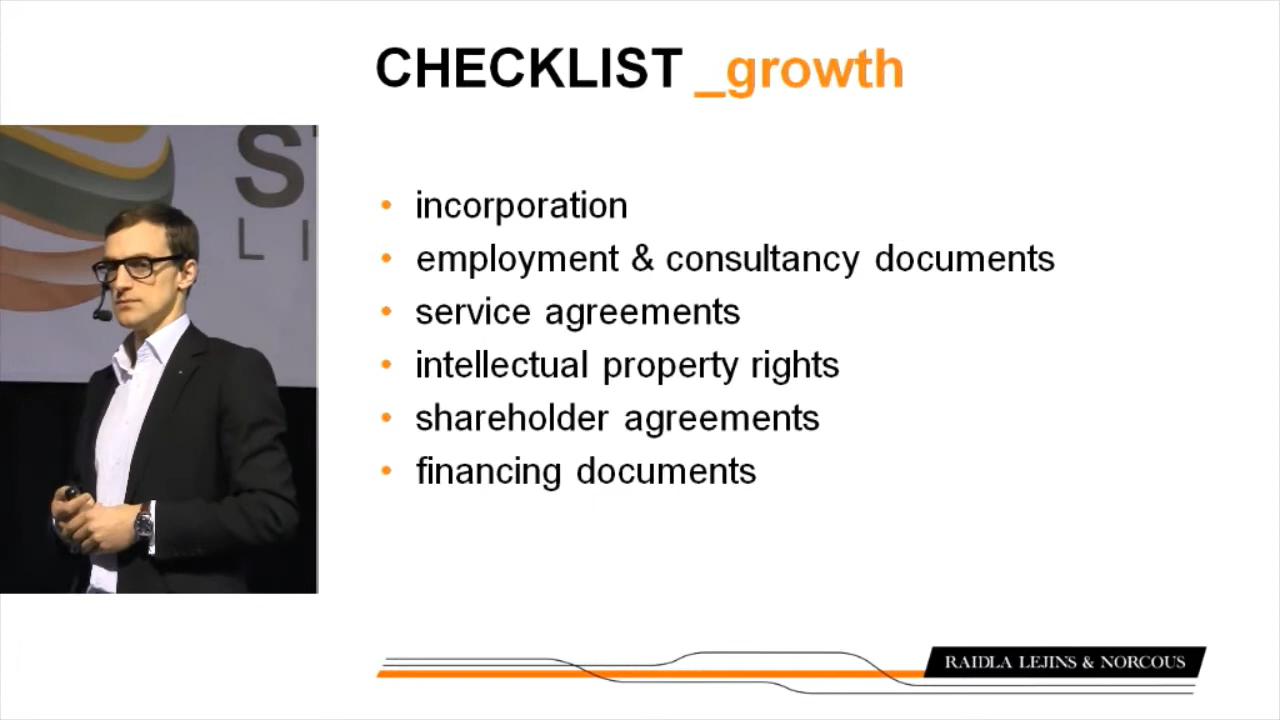 CHECKLIST _growth
• incorporation
• employment & consultancy documents
• service agreements
• intellectual property rights
• shareholder agreements
• financing documents
RAIDLA LEJINS & NORCOUS